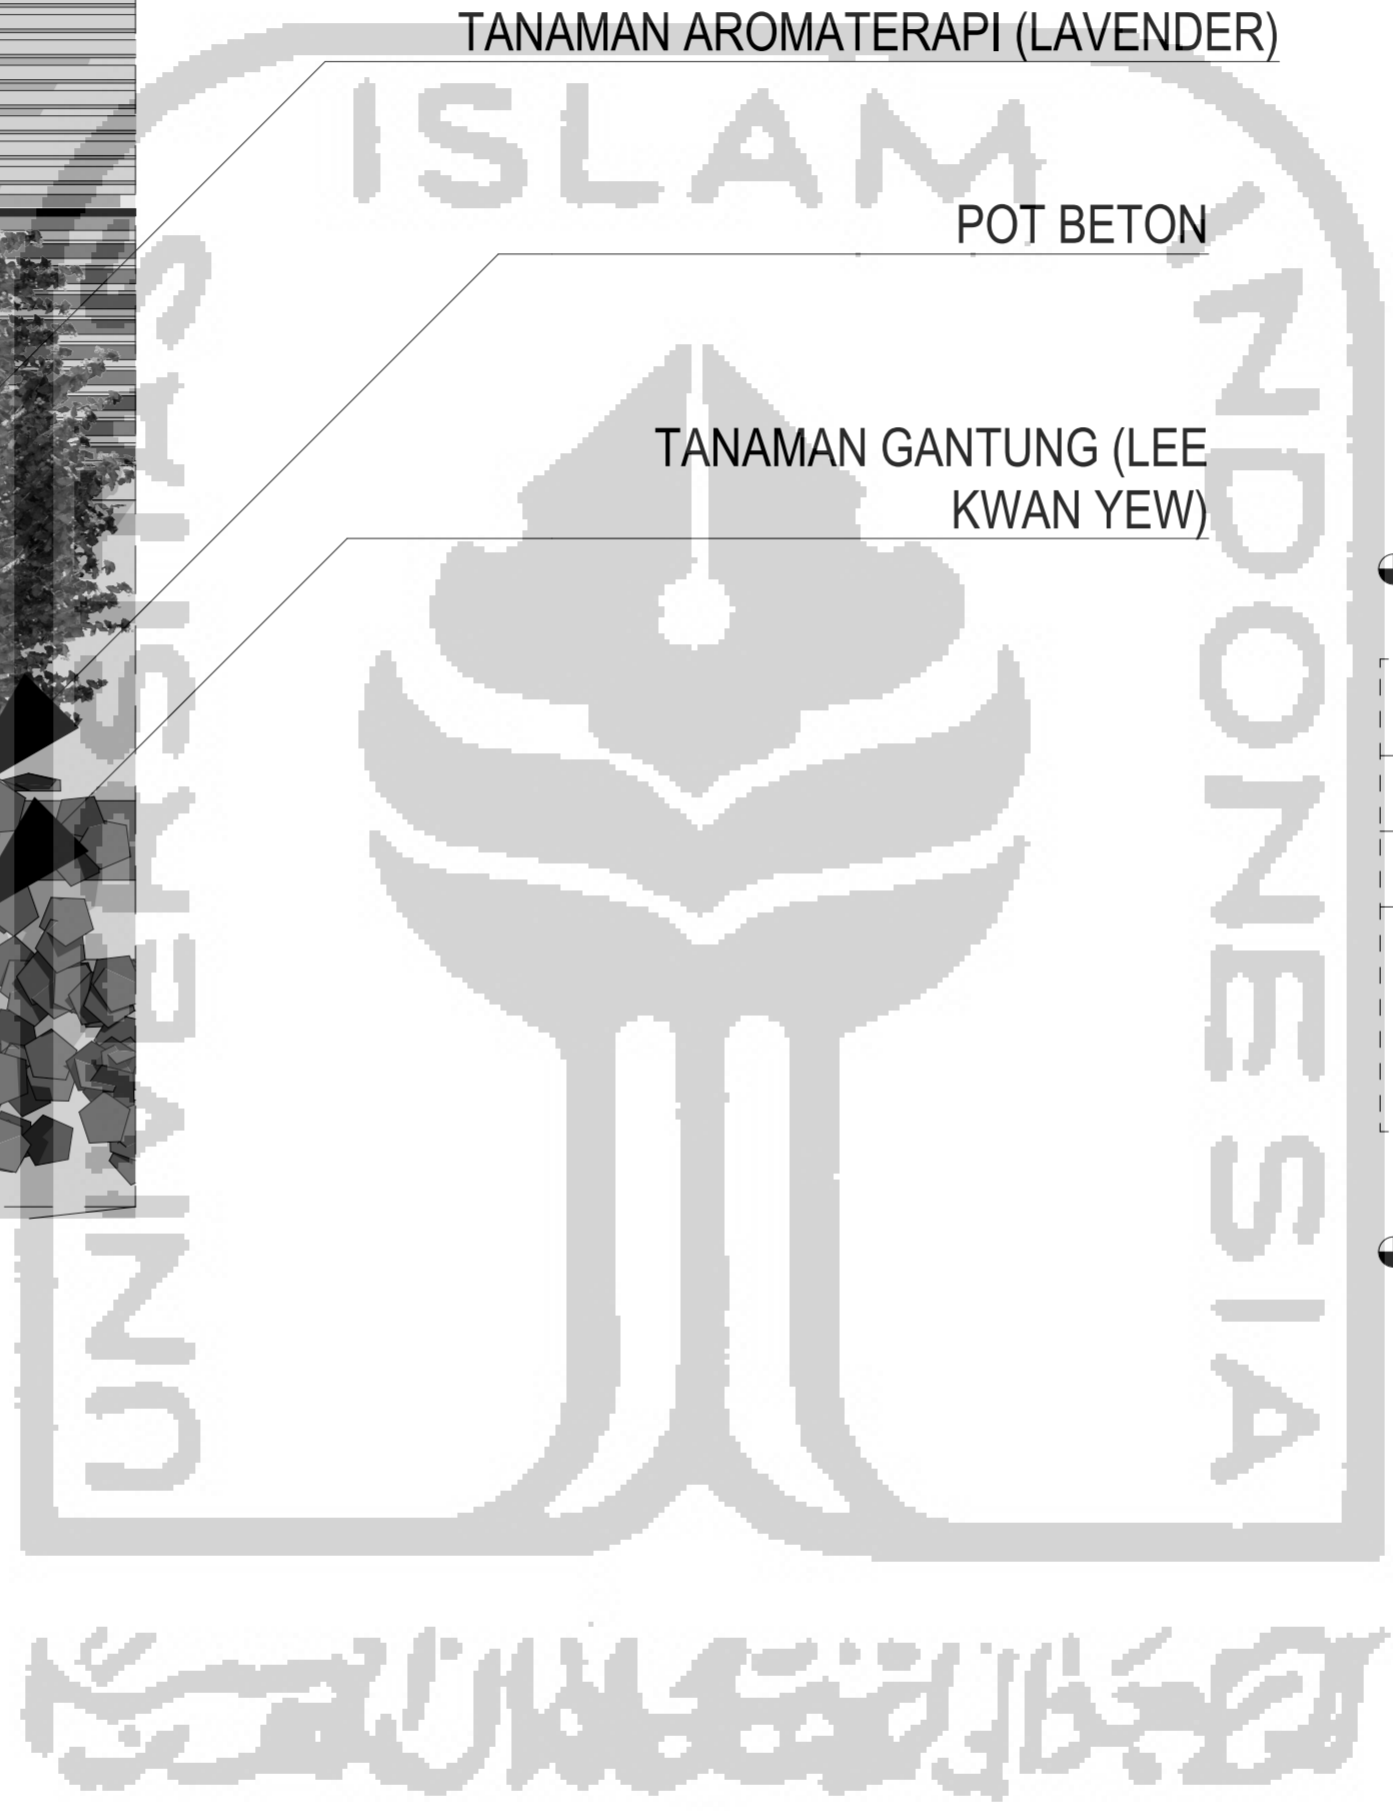 TANAMAN AROMATERAPI (LAVENDER)
ISLAM
POT BETON
TANAMAN GANTUNG (LEE
KWAN YEW)
UNIVERSITAS
INDONESIA